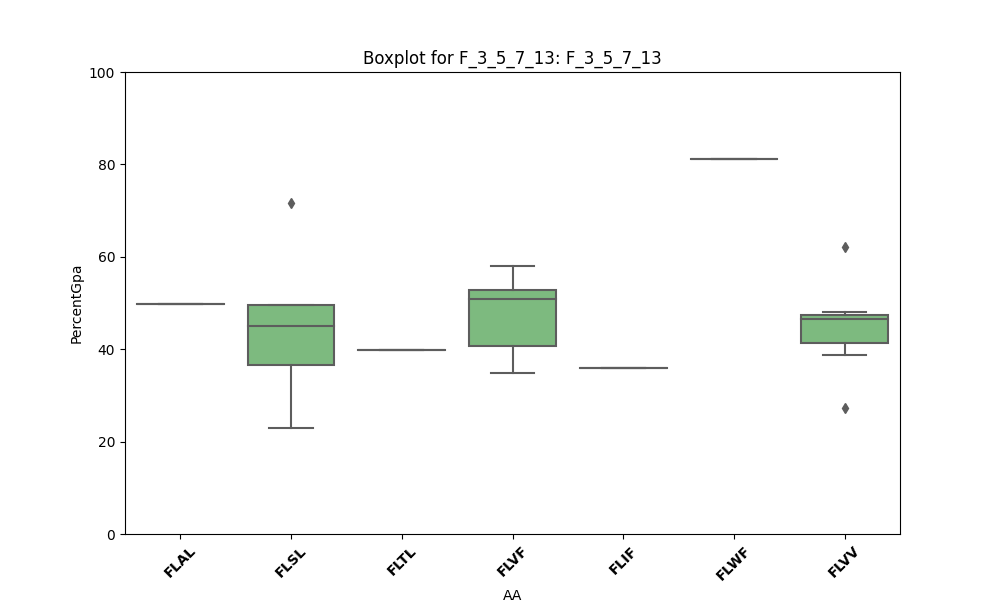 Boxplot for F_3_5_7_13: F_3_5_7_13
100
80
60
40
20
0
PercentGpa
FLAL
FLSL
FLTL
FLVF
FLIF
FLWF
FLVV
AA